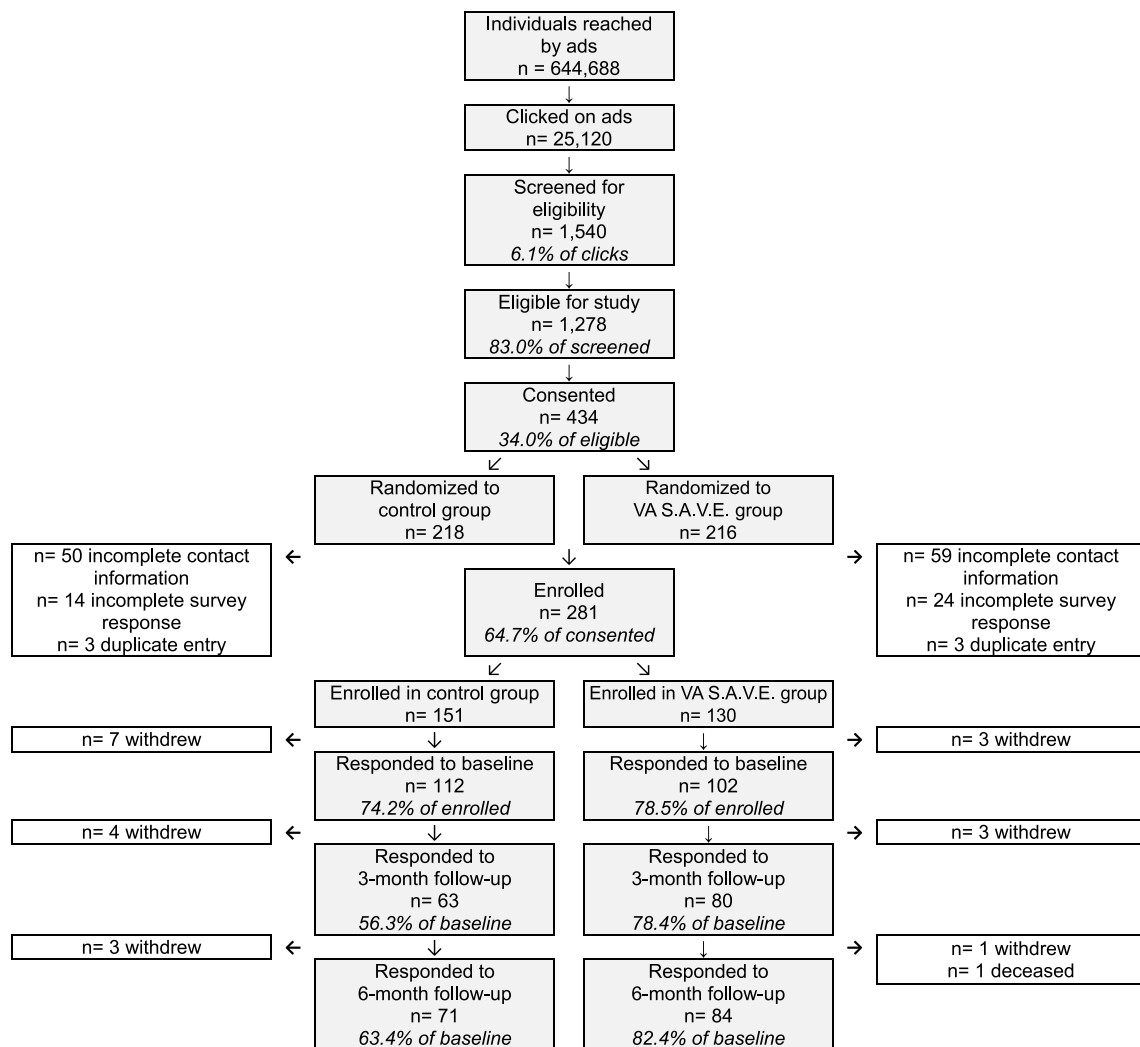 Individuals reached
by ads
n = 644,688
↓
Clicked on ads
n= 25,120
↓
Screened for
eligibility
n= 1,540
6.1% of clicks
↓
Eligible for study
n= 1,278
83.0% of screened
↓
Consented
n= 434
34.0% of eligible
↙ ↘
Randomized to
control group
n= 218
Randomized to
VA S.A.V.E. group
n= 216
← ↓ →
n= 50 incomplete contact
information
n= 14 incomplete survey
response
n= 3 duplicate entry
Enrolled
n= 281
64.7% of consented
n= 59 incomplete contact
information
n= 24 incomplete survey
response
n= 3 duplicate entry
↙ ↘
Enrolled in control group
n= 151
Enrolled in VA S.A.V.E. group
n= 130
n= 7 withdrew
← ↓ ↓ →
n= 3 withdrew
Responded to baseline
n= 112
74.2% of enrolled
Responded to baseline
n= 102
78.5% of enrolled
n= 4 withdrew
← ↓ ↓ →
n= 3 withdrew
Responded to
3-month follow-up
n= 63
56.3% of baseline
Responded to
3-month follow-up
n= 80
78.4% of baseline
n= 3 withdrew
← ↓ ↓ →
n= 1 withdrew
n= 1 deceased
Responded to
6-month follow-up
n= 71
63.4% of baseline
Responded to
6-month follow-up
n= 84
82.4% of baseline